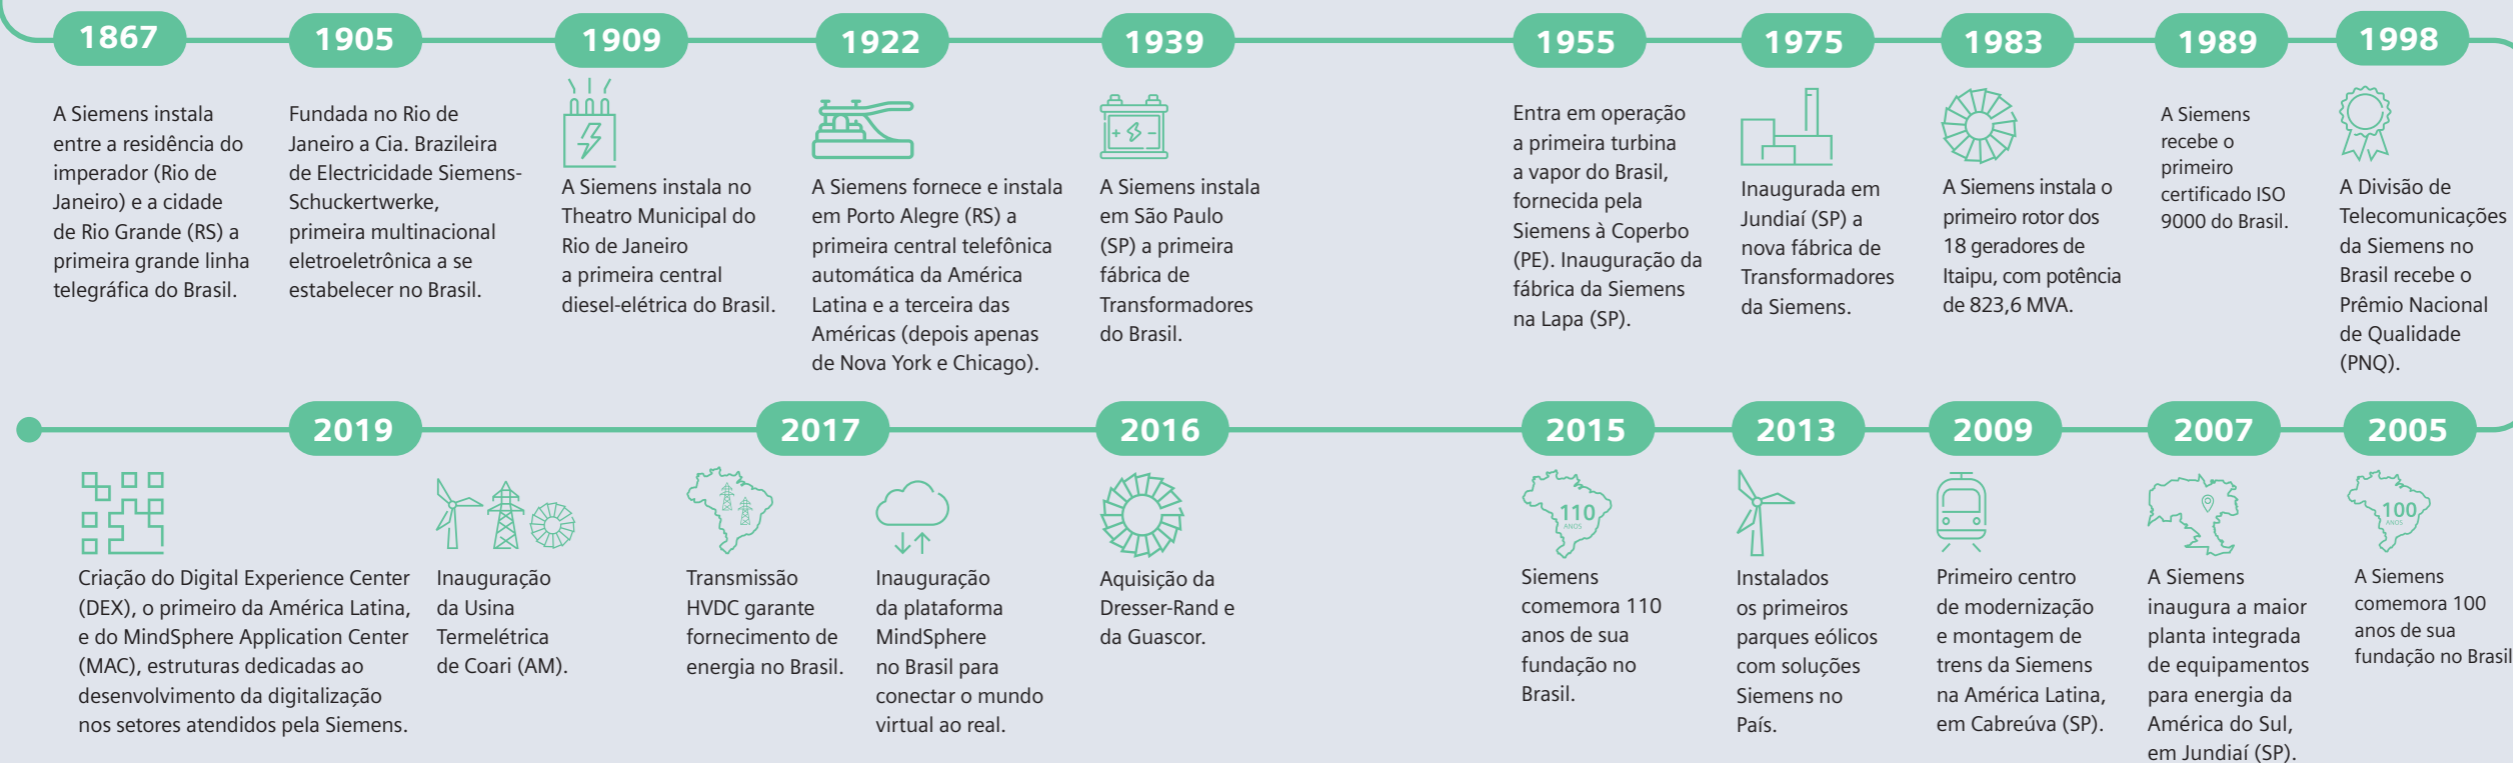 1867
A Siemens instala
entre a residência do
imperador (Rio de
Janeiro) e a cidade
de Rio Grande (RS) a
primeira grande linha
telegráfica do Brasil.
1905
Fundada no Rio de
Janeiro a Cia. Brazileira
de Electricidade Siemens-
Schuckertwerke,
primeira multinacional
eletroeletrônica a se
estabelecer no Brasil.
1909
A Siemens instala no
Theatro Municipal do
Rio de Janeiro
a primeira central
diesel-elétrica do Brasil.
1922
A Siemens fornece e instala
em Porto Alegre (RS) a
primeira central telefônica
automática da América
Latina e a terceira das
Américas (depois apenas
de Nova York e Chicago).
1939
+ -
A Siemens instala
em São Paulo
(SP) a primeira
fábrica de
Transformadores
do Brasil.
1955
Entra em operação
a primeira turbina
a vapor do Brasil,
fornecida pela
Siemens à Coperbo
(PE). Inauguração da
fábrica da Siemens
na Lapa (SP).
1975
Inaugurada em
Jundiaí (SP) a
nova fábrica de
Transformadores
da Siemens.
1983
A Siemens instala o
primeiro rotor dos
18 geradores de
Itaipu, com potência
de 823,6 MVA.
1989
A Siemens
recebe o
primeiro
certificado ISO
9000 do Brasil.
1998
A Divisão de
Telecomunicações
da Siemens no
Brasil recebe o
Prêmio Nacional
de Qualidade
(PNQ).
2019
Criação do Digital Experience Center
(DEX), o primeiro da América Latina,
e do MindSphere Application Center
(MAC), estruturas dedicadas ao
desenvolvimento da digitalização
nos setores atendidos pela Siemens.
Inauguração
da Usina
Termelétrica
de Coari (AM).
2017
Transmissão
HVDC garante
fornecimento de
energia no Brasil.
Inauguração
da plataforma
MindSphere
no Brasil para
conectar o mundo
virtual ao real.
2016
Aquisição da
Dresser-Rand e
da Guascor.
2015
110
ANOS
Siemens
comemora 110
anos de sua
fundação no
Brasil.
2013
Instalados
os primeiros
parques eólicos
com soluções
Siemens no
País.
2009
Primeiro centro
de modernização
e montagem de
trens da Siemens
na América Latina,
em Cabreúva (SP).
2007
A Siemens
inaugura a maior
planta integrada
de equipamentos
para energia da
América do Sul,
em Jundiaí (SP).
2005
100
ANOS
A Siemens
comemora 100
anos de sua
fundação no Brasil